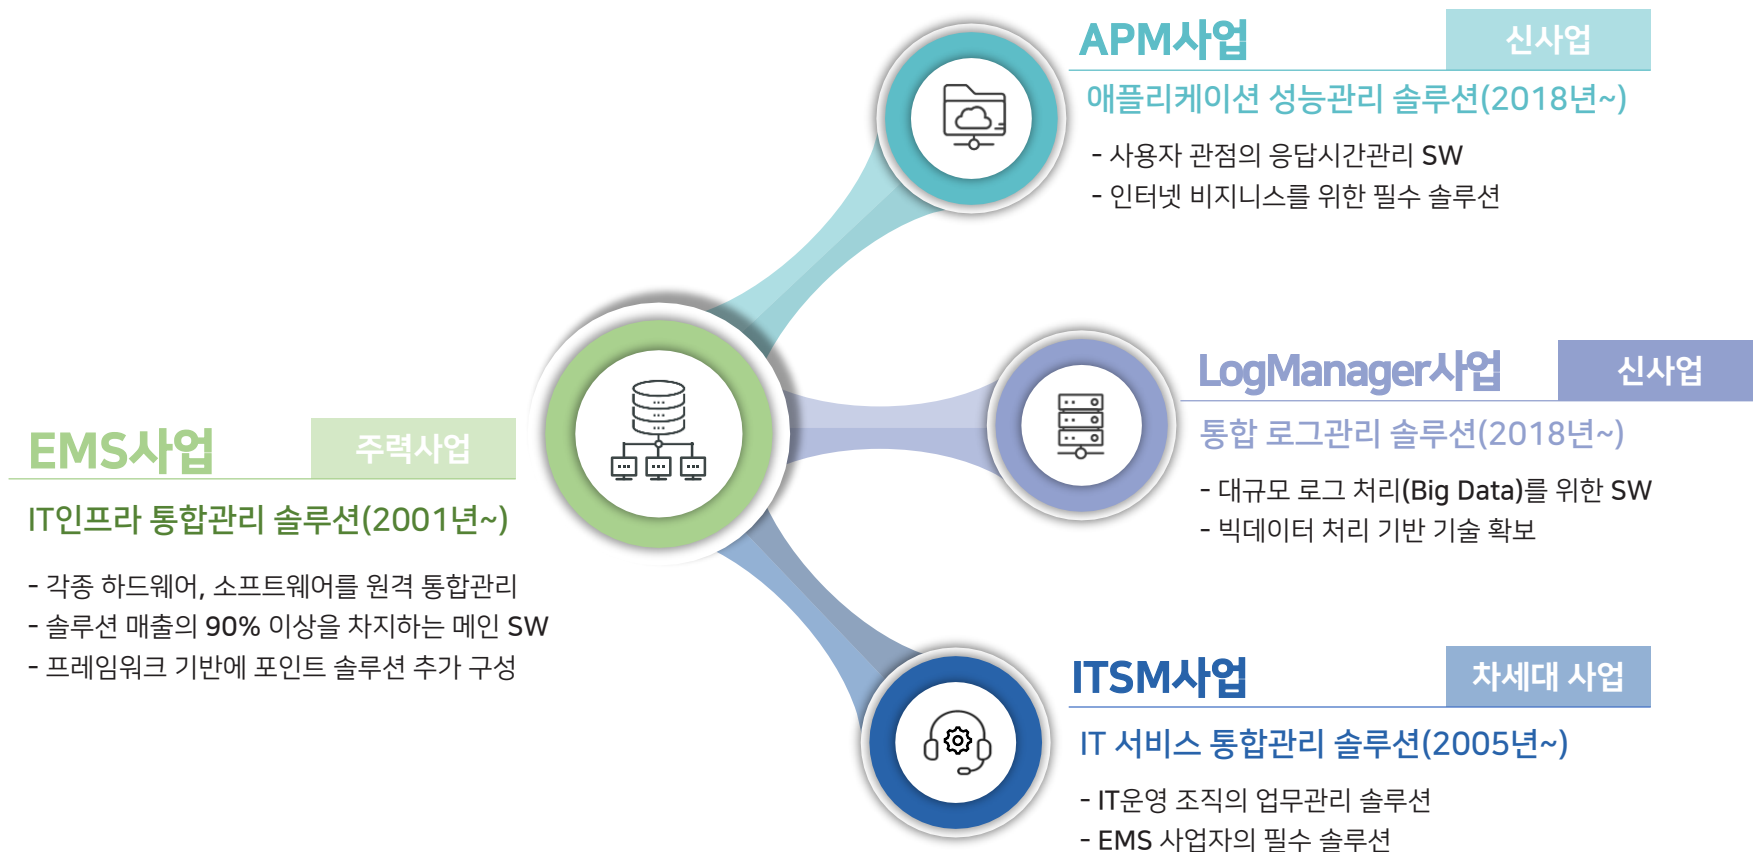 APM사업
신사업
애플리케이션 성능관리 솔루션(2018년~)
- 사용자 관점의 응답시간관리 SW
- 인터넷 비지니스를 위한 필수 솔루션
LogManager사업
신사업
통합 로그관리 솔루션(2018년~)
- 대규모 로그 처리(Big Data)를 위한 SW
- 빅데이터 처리 기반 기술 확보
EMS사업
주력사업
IT인프라 통합관리 솔루션(2001년~)
- 각종 하드웨어, 소프트웨어를 원격 통합관리
- 솔루션 매출의 90% 이상을 차지하는 메인 SW
- 프레임워크 기반에 포인트 솔루션 추가 구성
ITSM사업
차세대 사업
IT 서비스 통합관리 솔루션(2005년~)
- IT운영 조직의 업무관리 솔루션
- EMS 사업자의 필수 솔루션